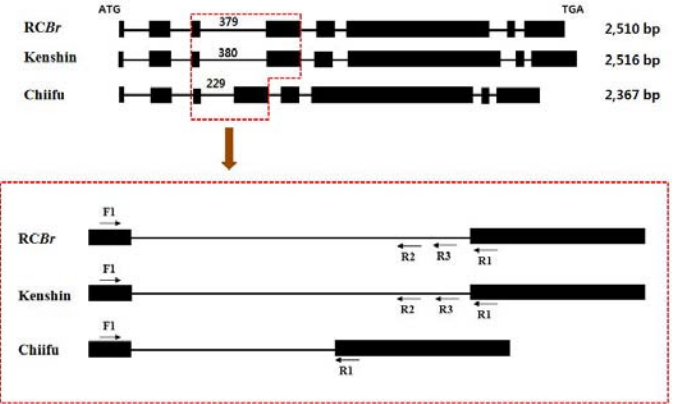 ATG TGA
RCBr 379 2,510 bp
Kenshin 380 2,516 bp
Chiifu 229 2,367 bp
F1
RCBr
R2 R3 R1
F1
Kenshin
R2 R3 R1
F1
Chiifu
R1